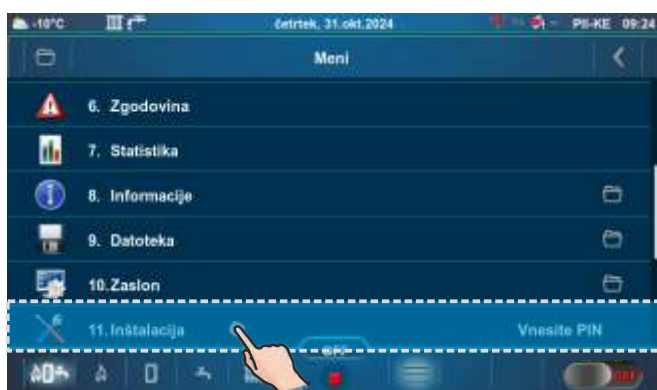 -10°C četrtek, 31.okt.2024 PII-KE 09:24
Meni
6. Zgodovina
7. Statistika
8. Informacije
9. Datoteka
10.Zaslon
11.Inštalacija Vnesite PIN
OFF